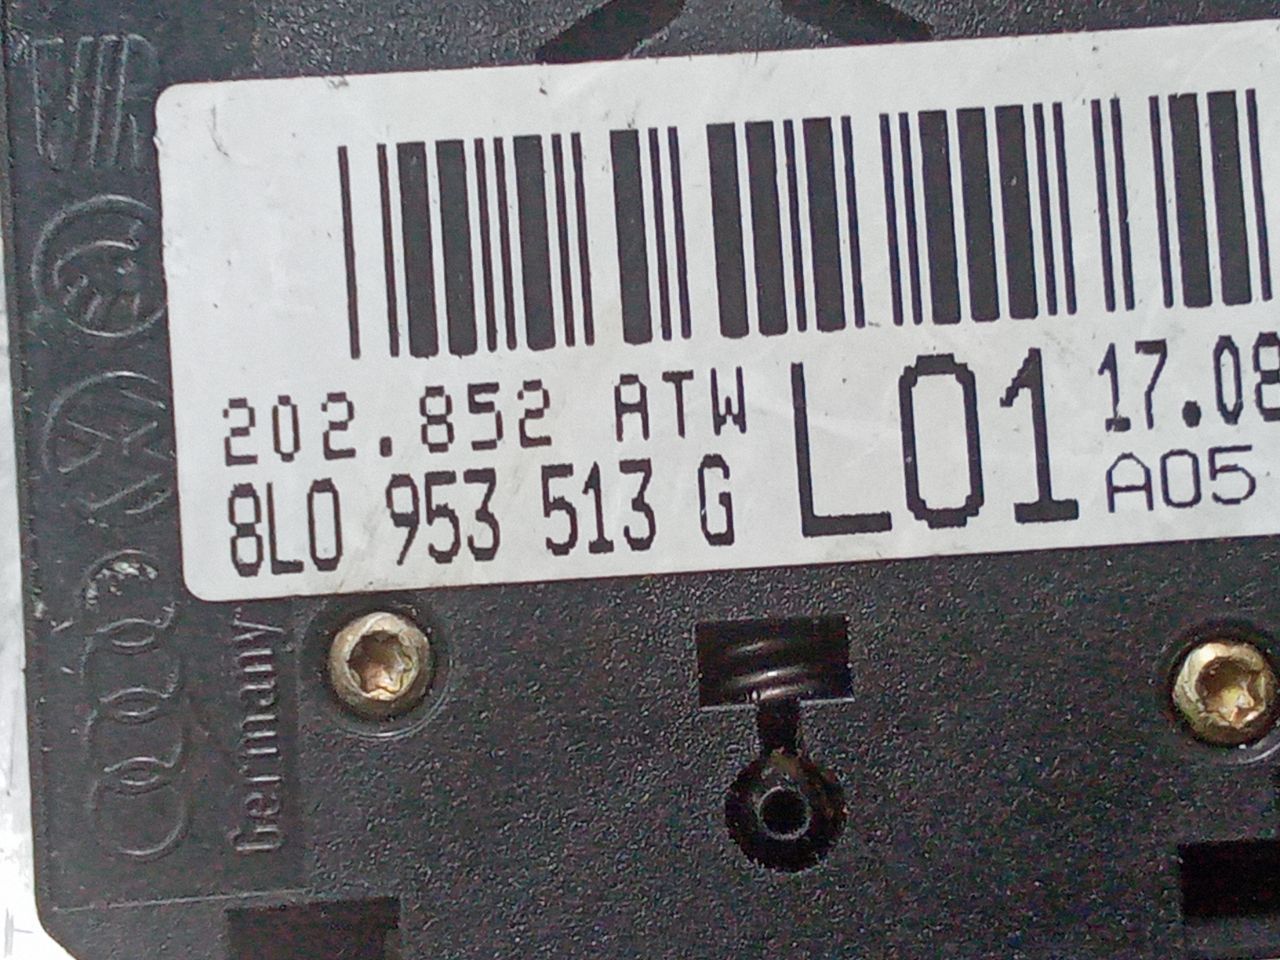 202.852 ATW L01 17.08
8L0 953 513 G A05
Germany